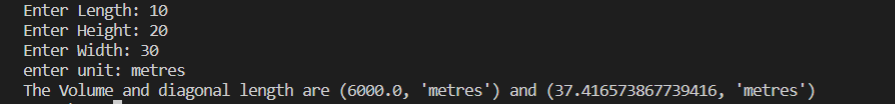 Enter Length: 10
Enter Height: 20
Enter Width: 30
enter unit: metres
The Volume and diagonal length are (6000.0, 'metres') and (37.416573867739416, 'metres')